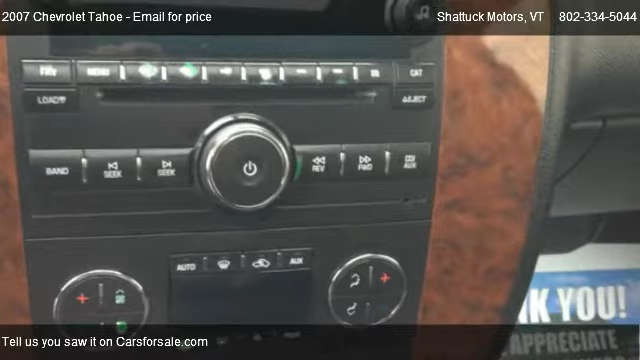 2007 Chevrolet Tahoe - Email for price
Shattuck Motors, VT 802-334-5044
FAV MENU CAT
LOAD EJECT
BAND SEEK SEEK REV FWD AUX
AUTO AUX
NK YOU!
APPRECIATE
Tell us you saw it on Carsforsale.com